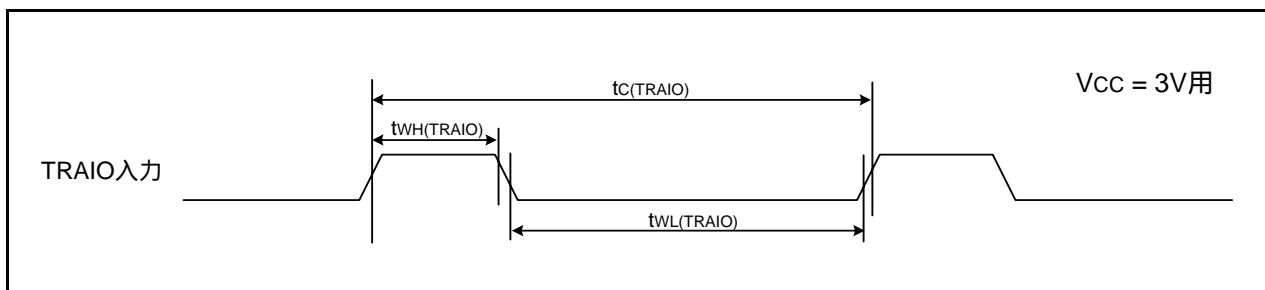 VCC = 3V用
tC(TRAIO)
tWH(TRAIO)
TRAIO入力
tWL(TRAIO)